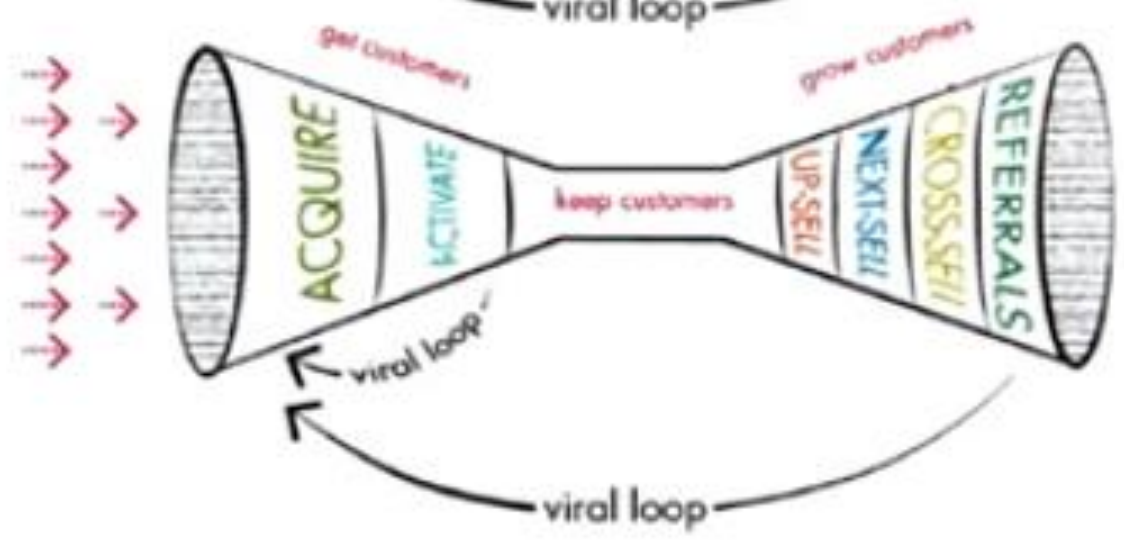 viral loop
get customers
grow customers
ACQUIRE
ACTIVATE
keep customers
UP-SELL
NEXT-SELL
CROSS-SELL
REFERRALS
viral loop
viral loop